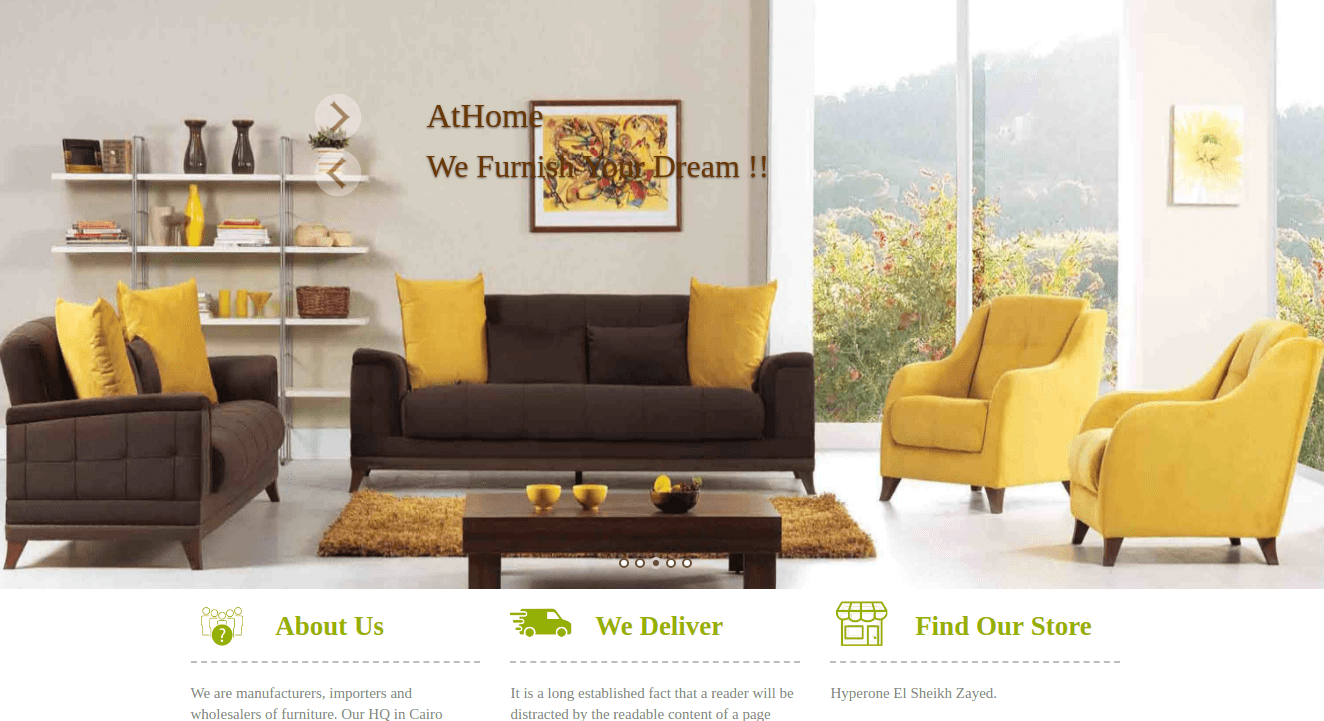 AtHome
We Furnish Your Dream !!
About Us
We are manufacturers, importers and
wholesalers of furniture. Our HQ in Cairo
We Deliver
It is a long established fact that a reader will be
distracted by the readable content of a page
Find Our Store
Hyperone El Sheikh Zayed.